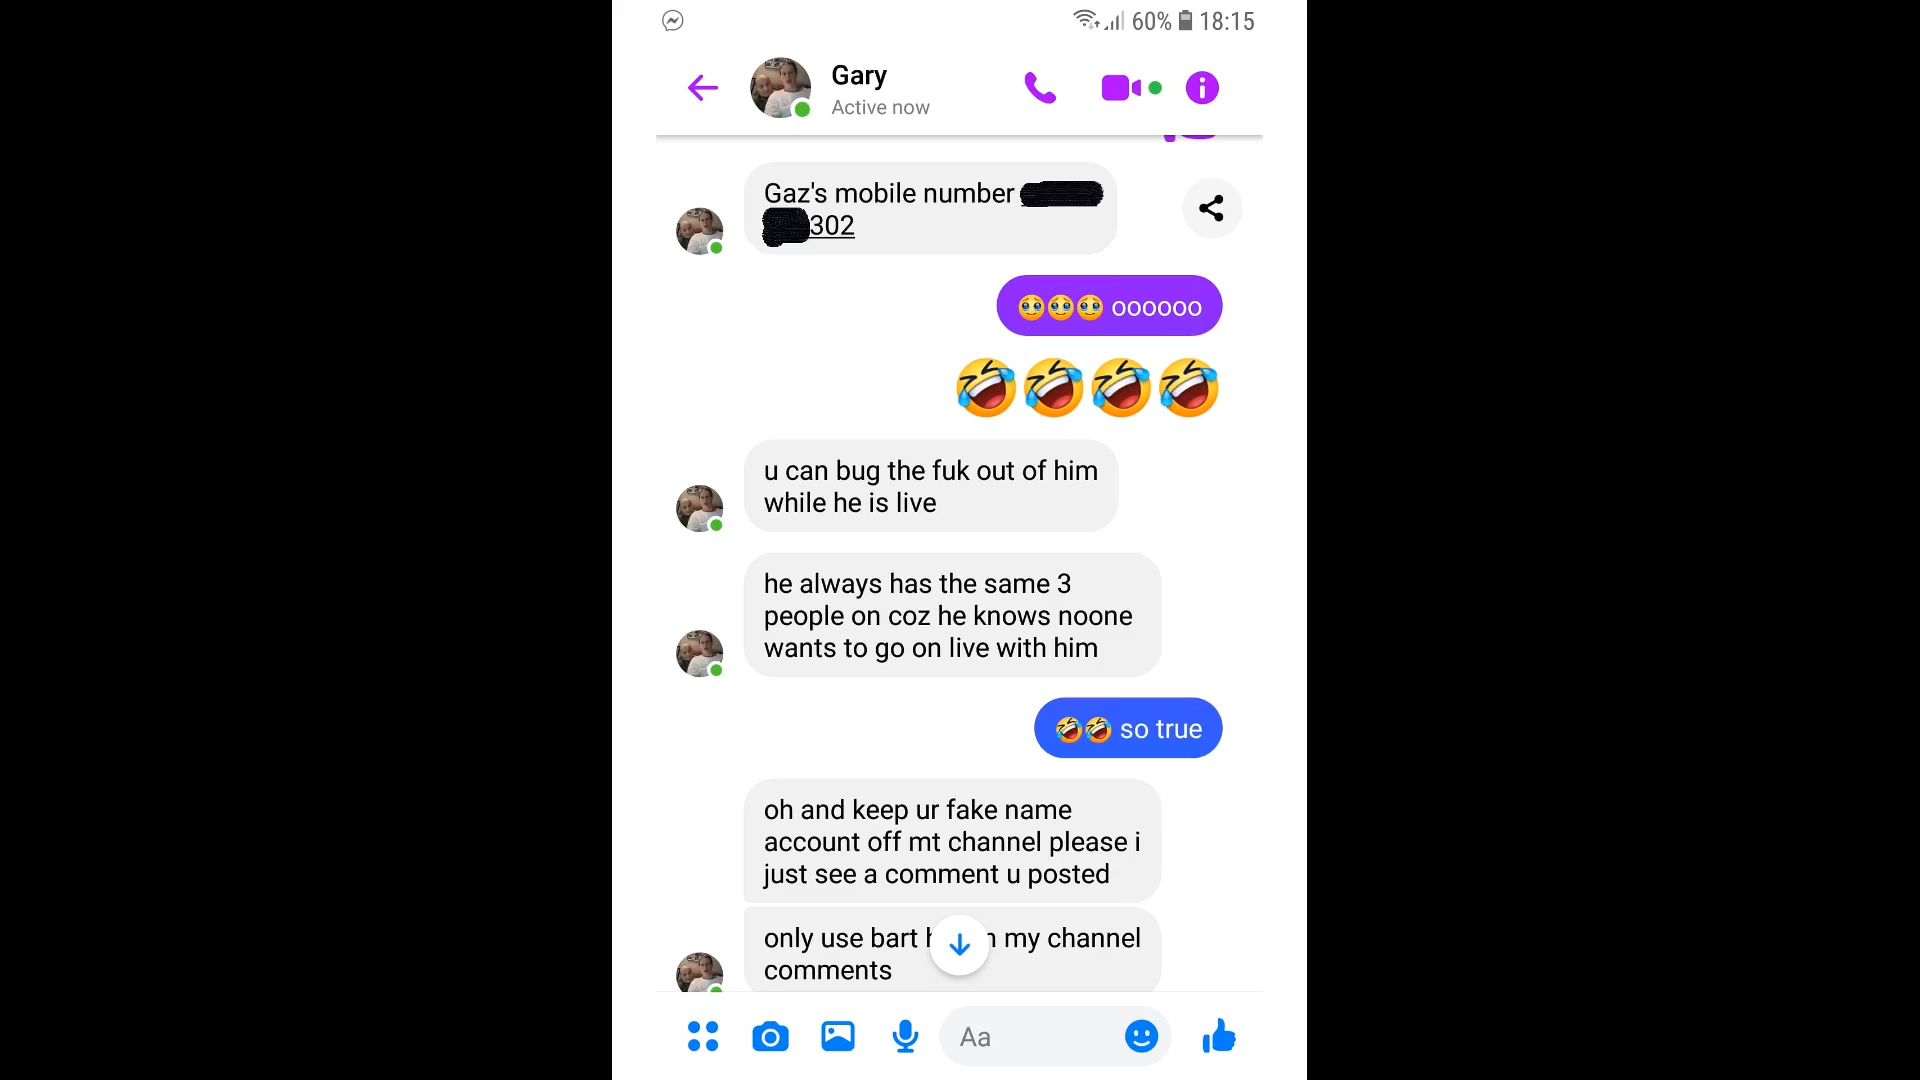 60% 18:15
Gary
Active now
Gaz's mobile number
302
🥹🥹🥹 oooooo
🤣🤣🤣🤣
u can bug the fuk out of him
while he is live
he always has the same 3
people on coz he knows noone
wants to go on live with him
🤣🤣 so true
oh and keep ur fake name
account off mt channel please i
just see a comment u posted
only use bart my channel
comments
Aa